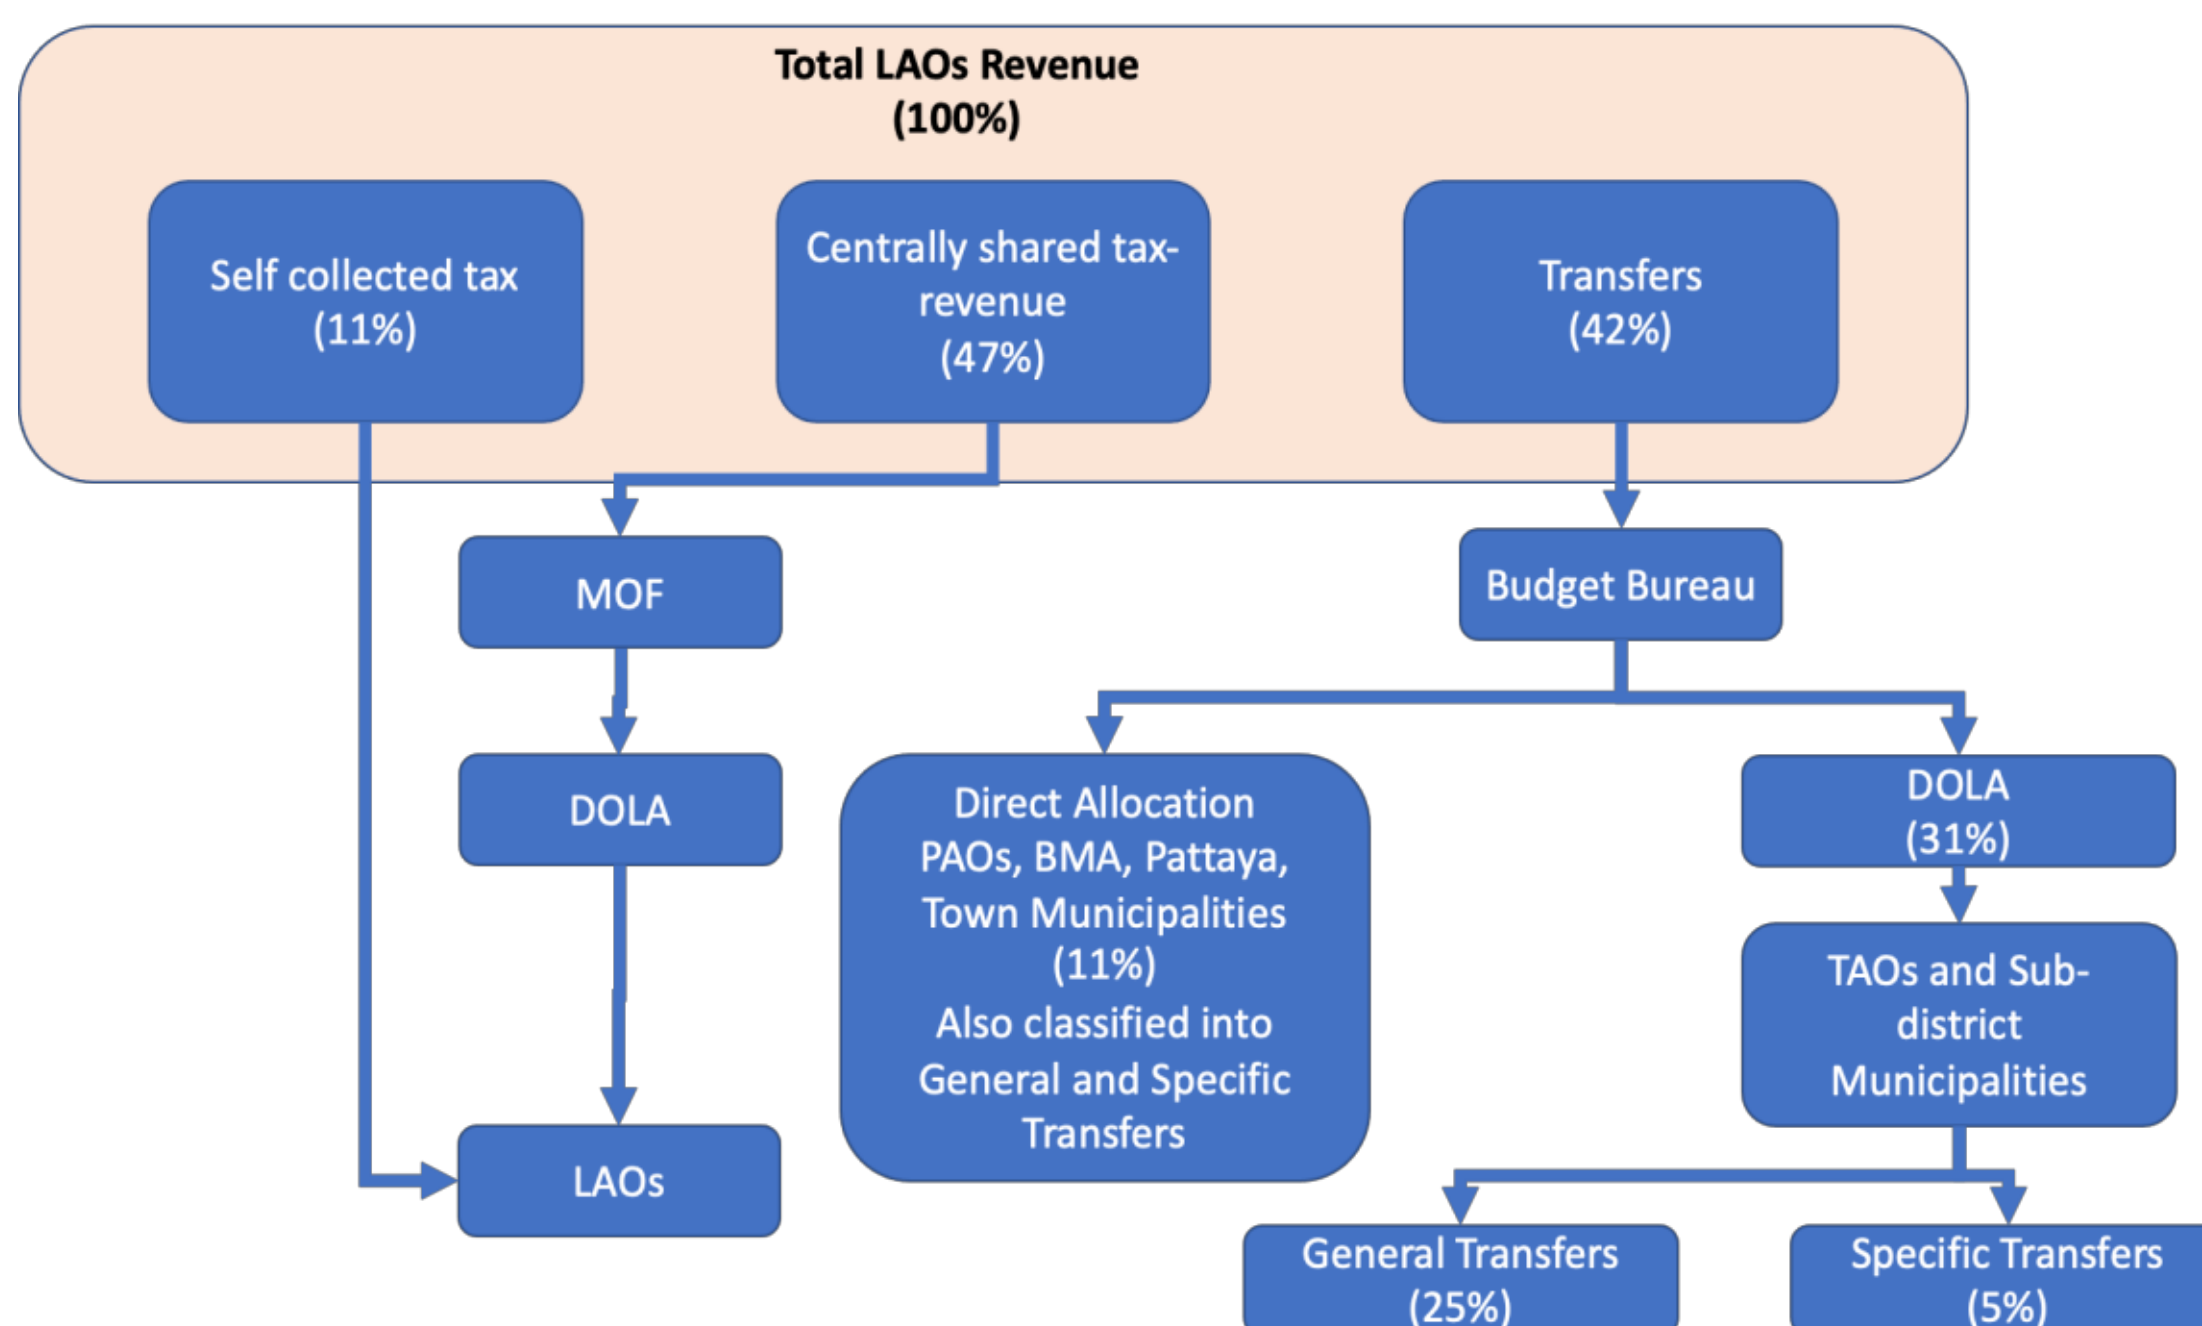 Total LAOs Revenue
(100%)
Self collected tax
(11%)
Centrally shared tax-
revenue
(47%)
Transfers
(42%)
MOF
Budget Bureau
DOLA
Direct Allocation
PAOs, BMA, Pattaya,
Town Municipalities
(11%)
Also classified into
General and Specific
Transfers
DOLA
(31%)
TAOs and Sub-
district
Municipalities
LAOs
General Transfers
(25%)
Specific Transfers
(5%)